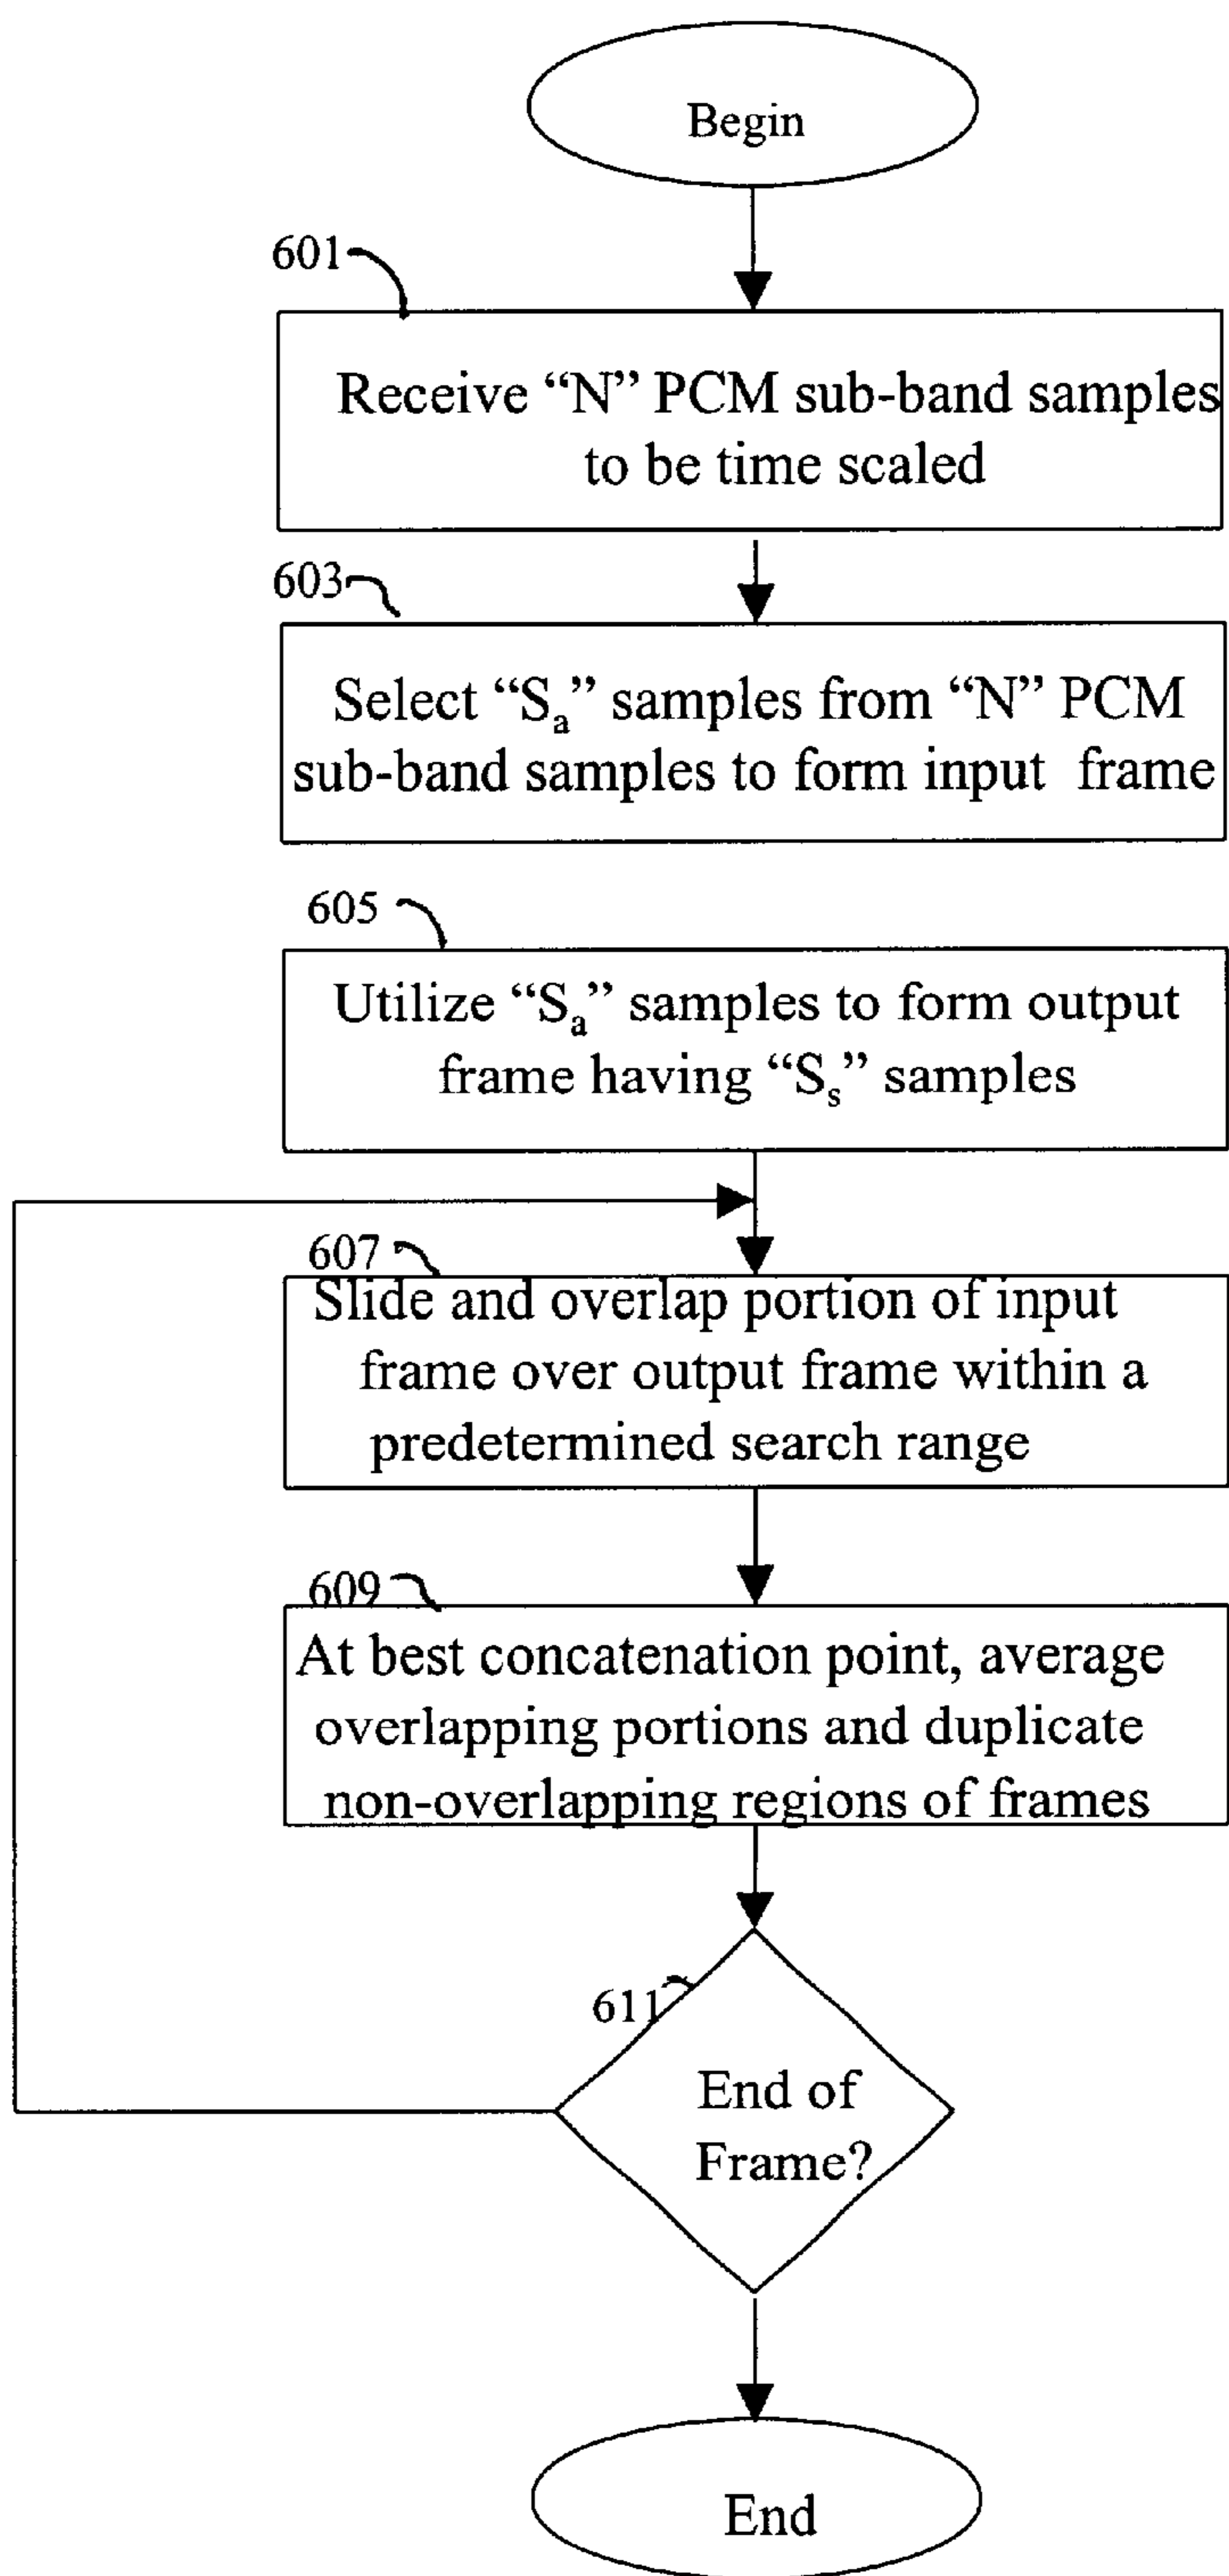 Begin
601
Receive “N” PCM sub-band samples
to be time scaled
603
Select “Sₐ” samples from “N” PCM
sub-band samples to form input frame
605
Utilize “Sₐ” samples to form output
frame having “Sₛ” samples
607
Slide and overlap portion of input
frame over output frame within a
predetermined search range
609
At best concatenation point, average
overlapping portions and duplicate
non-overlapping regions of frames
611
End of
Frame?
End